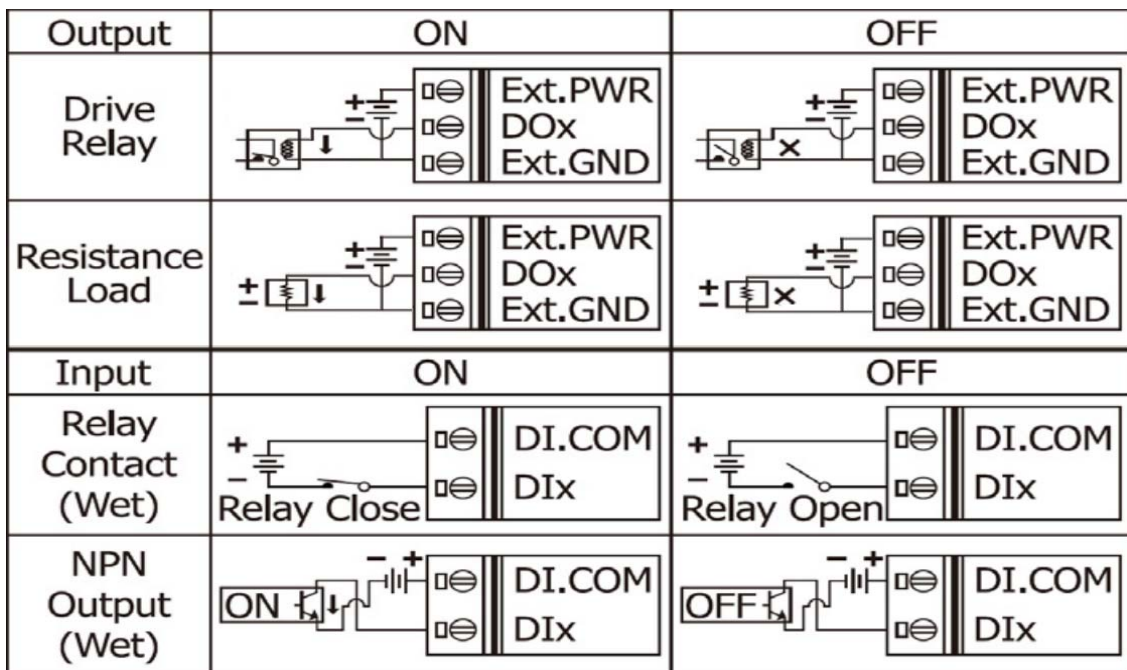 Output ON OFF
Drive
Relay
+
−
Ext.PWR
DOx
Ext.GND
+
−
Ext.PWR
DOx
Ext.GND
Resistance
Load
+
−
+
−
Ext.PWR
DOx
Ext.GND
+
−
+
−
Ext.PWR
DOx
Ext.GND
Input ON OFF
Relay
Contact
(Wet)
+
−
Relay Close
DI.COM
DIx
+
−
Relay Open
DI.COM
DIx
NPN
Output
(Wet)
− +
ON
DI.COM
DIx
− +
OFF
DI.COM
DIx